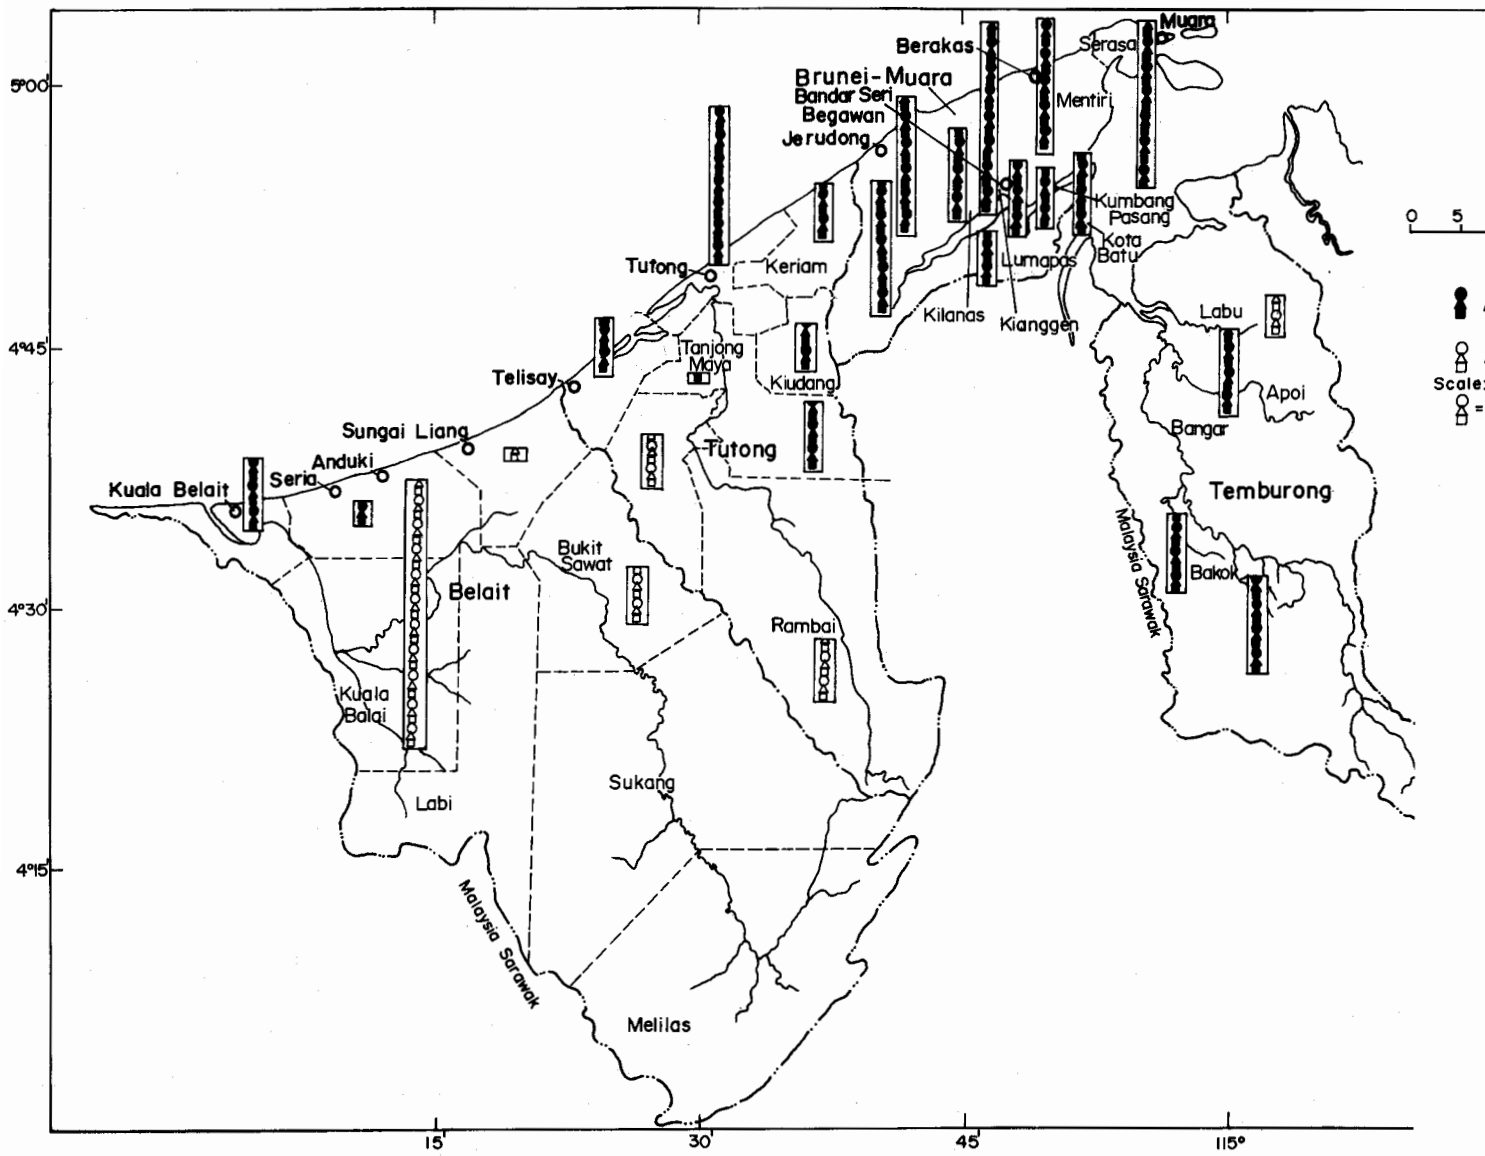 Muara
Serasa
Berakas
5°00'
Brunei-Muara
Bandar Seri
Begawan
Mentiri
Jerudong
Kumbang
Pasang
Kota
Batu
0 5
Tutong
Keriam
Lumapas
Kilanas
Kianggeh
Labu
4°45'
Tanjong
Maya
Telisay
Kiudang
Apoi
Scale:
=
Bangar
Sungai Liang
Tutong
Anduki
Seria
Kuala Belait
Temburong
Malaysia Sarawak
Bukit
Sawat
Bakok
Belait
4°30'
Rambai
Kuala
Balai
Sukang
Labi
4°15'
Malaysia Sarawak
Melilas
15' 30' 45' 115°